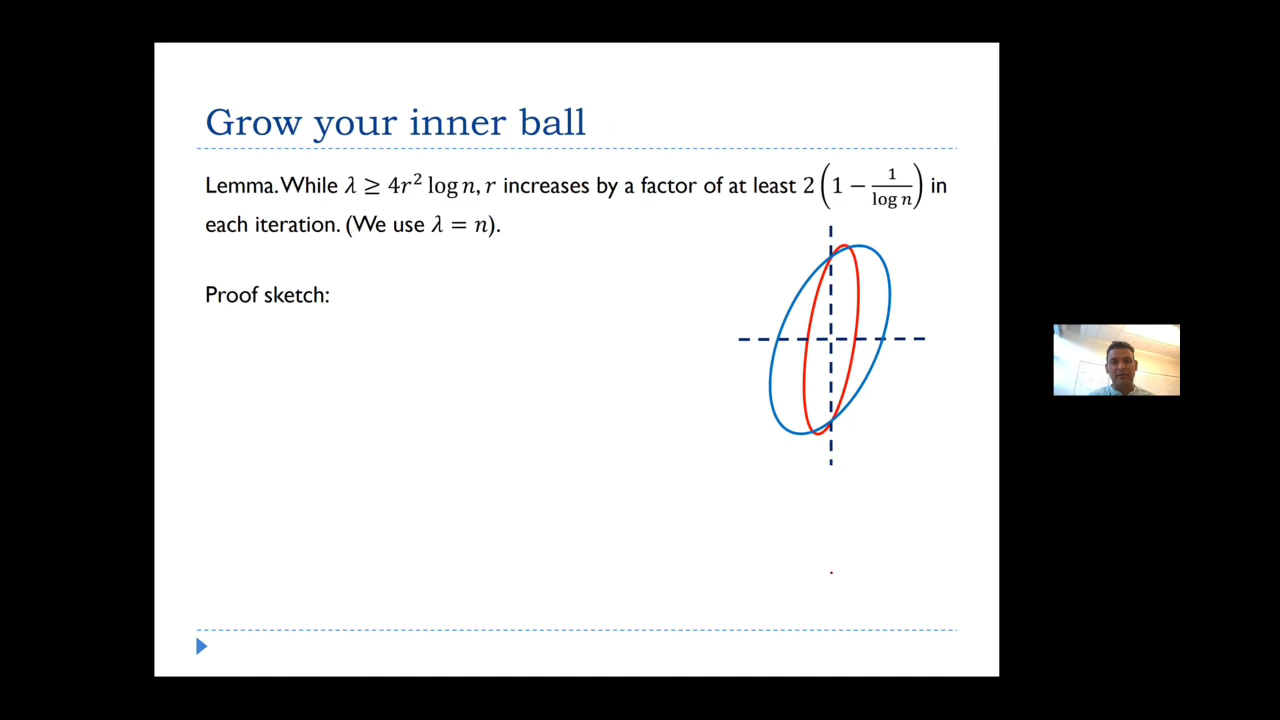 Grow your inner ball
Lemma. While λ ≥ 4r² log n, r increases by a factor of at least 2(1 − 1/log n) in
each iteration. (We use λ = n).
Proof sketch: